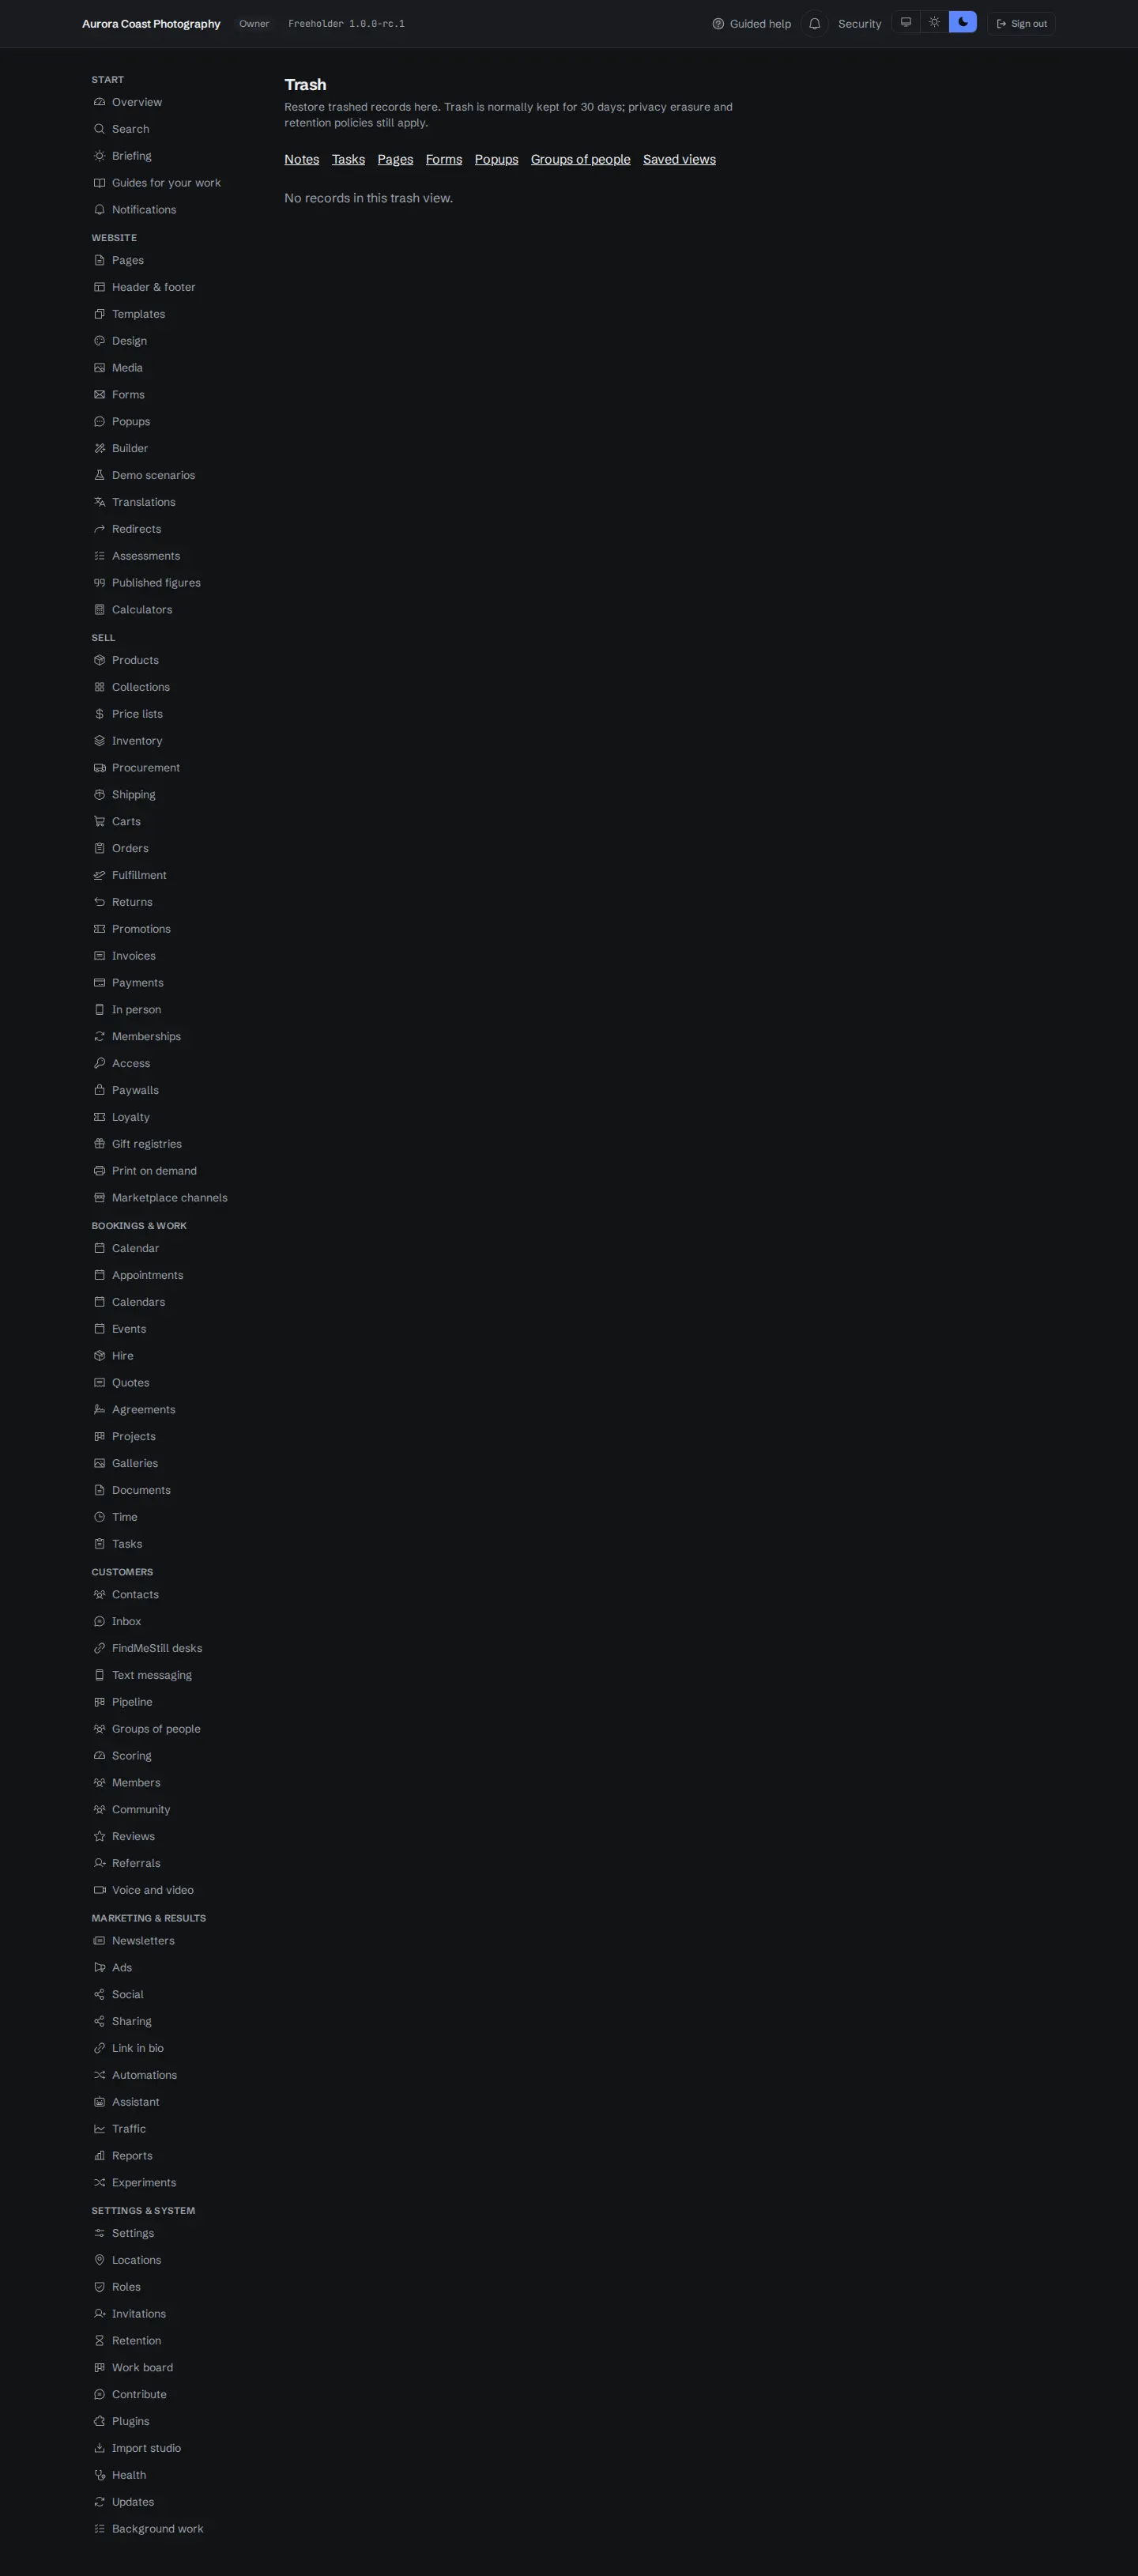 Aurora Coast Photography Owner Freeholder 1.0.0-rc.1 Guided help Security Sign out
START
Overview
Search
Briefing
Guides for your work
Notifications
WEBSITE
Pages
Header & footer
Templates
Design
Media
Forms
Popups
Builder
Demo scenarios
Translations
Redirects
Assessments
Published figures
Calculators
SELL
Products
Collections
Price lists
Inventory
Procurement
Shipping
Carts
Orders
Fulfillment
Returns
Promotions
Invoices
Payments
In person
Memberships
Access
Paywalls
Loyalty
Gift registries
Print on demand
Marketplace channels
BOOKINGS & WORK
Calendar
Appointments
Calendars
Events
Hire
Quotes
Agreements
Projects
Galleries
Documents
Time
Tasks
CUSTOMERS
Contacts
Inbox
FindMeStill desks
Text messaging
Pipeline
Groups of people
Scoring
Members
Community
Reviews
Referrals
Voice and video
MARKETING & RESULTS
Newsletters
Ads
Social
Sharing
Link in bio
Automations
Assistant
Traffic
Reports
Experiments
SETTINGS & SYSTEM
Settings
Locations
Roles
Invitations
Retention
Work board
Contribute
Plugins
Import studio
Health
Updates
Background work
Trash
Restore trashed records here. Trash is normally kept for 30 days; privacy erasure and
retention policies still apply.
Notes Tasks Pages Forms Popups Groups of people Saved views
No records in this trash view.